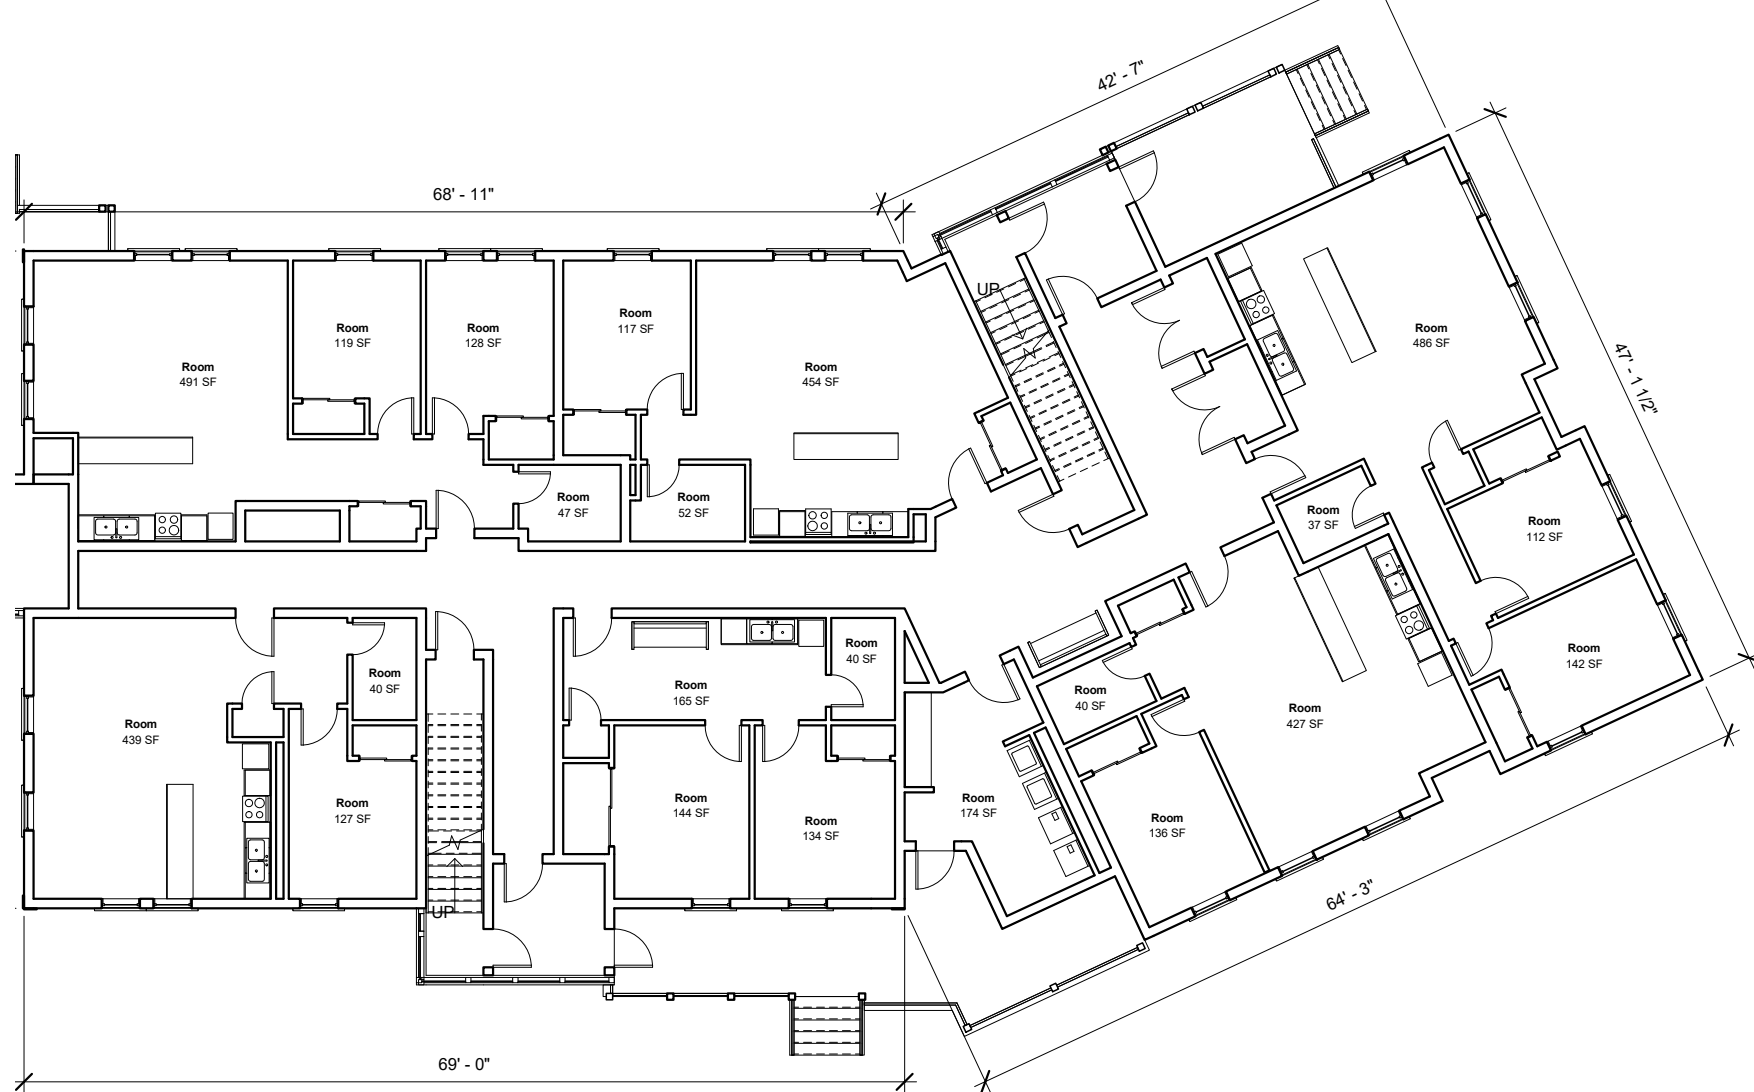 42' - 7"
68' - 11"
47' - 1 1/2"
UP
Room
491 SF
Room
119 SF
Room
128 SF
Room
117 SF
Room
454 SF
Room
486 SF
Room
47 SF
Room
52 SF
Room
37 SF
Room
112 SF
Room
439 SF
Room
40 SF
Room
165 SF
Room
40 SF
Room
40 SF
Room
427 SF
Room
142 SF
Room
127 SF
Room
144 SF
Room
134 SF
Room
174 SF
Room
136 SF
UP
64' - 3"
69' - 0"